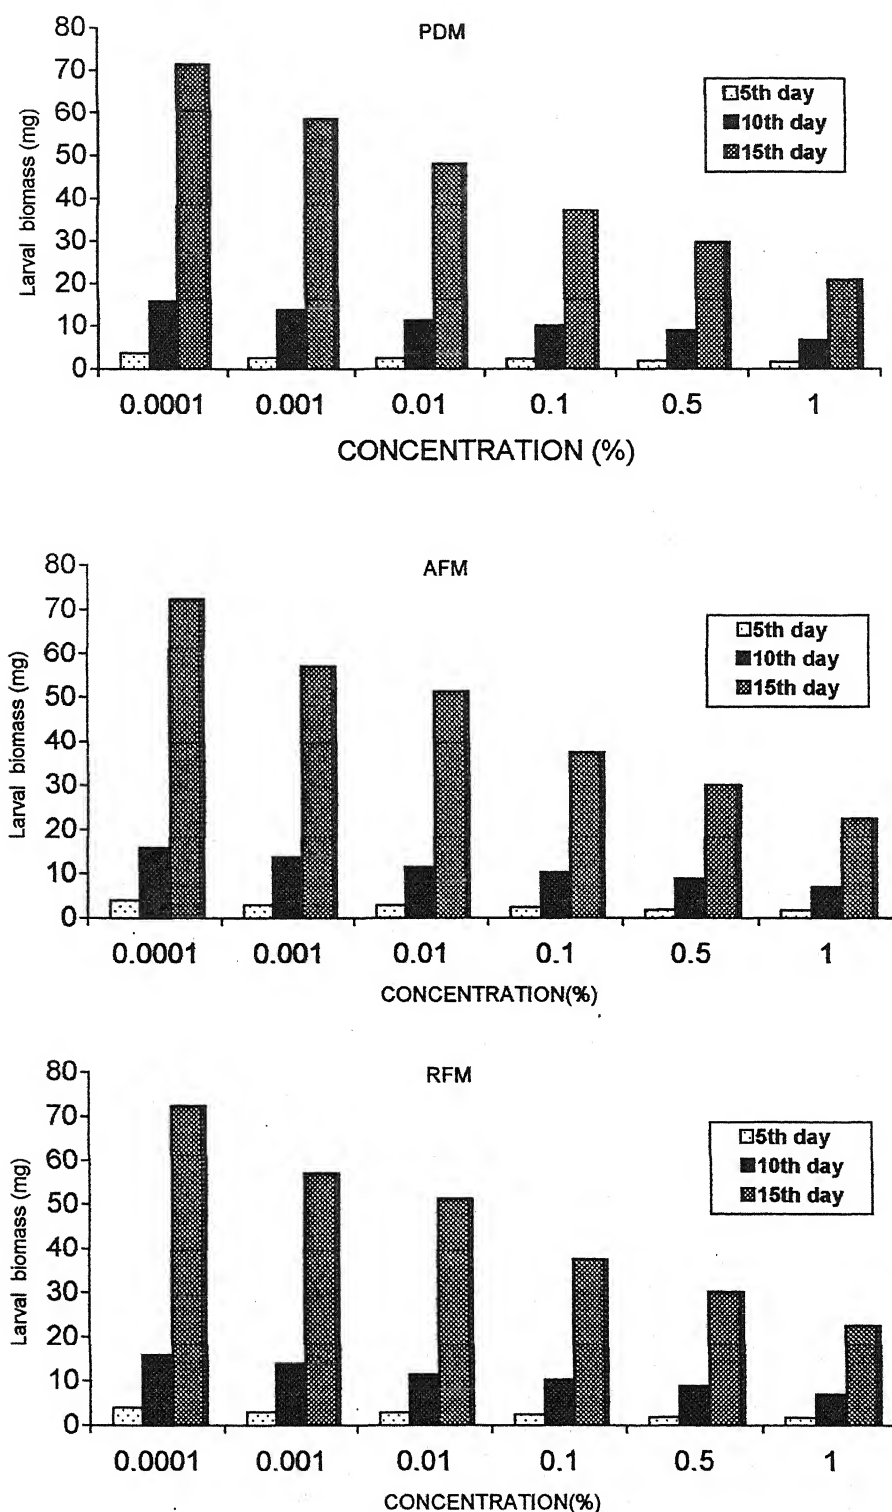 PDM
80
70
60
50
40
30
20
10
0
Larval biomass (mg)
5th day
10th day
15th day
0.0001 0.001 0.01 0.1 0.5 1
CONCENTRATION (%)
AFM
80
70
60
50
40
30
20
10
0
Larval biomass (mg)
5th day
10th day
15th day
0.0001 0.001 0.01 0.1 0.5 1
CONCENTRATION(%)
RFM
80
70
60
50
40
30
20
10
0
Larval biomass (mg)
5th day
10th day
15th day
0.0001 0.001 0.01 0.1 0.5 1
CONCENTRATION(%)